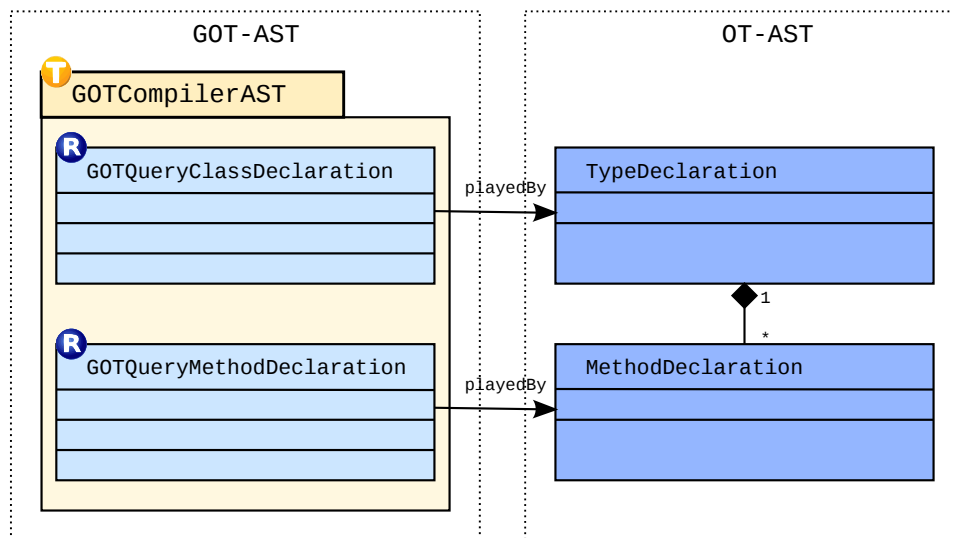 GOT-AST
OT-AST
T
GOTCompilerAST
R
GOTQueryClassDeclaration
playedBy
TypeDeclaration
1
*
R
GOTQueryMethodDeclaration
playedBy
MethodDeclaration